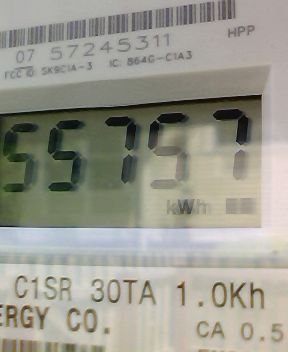 07 57245311 HPP
FCC ID: SK9C1A-3 IC: 864G-C1A3
55757
kWh
C1SR 30TA 1.0Kh
ERGY CO. CA 0.5